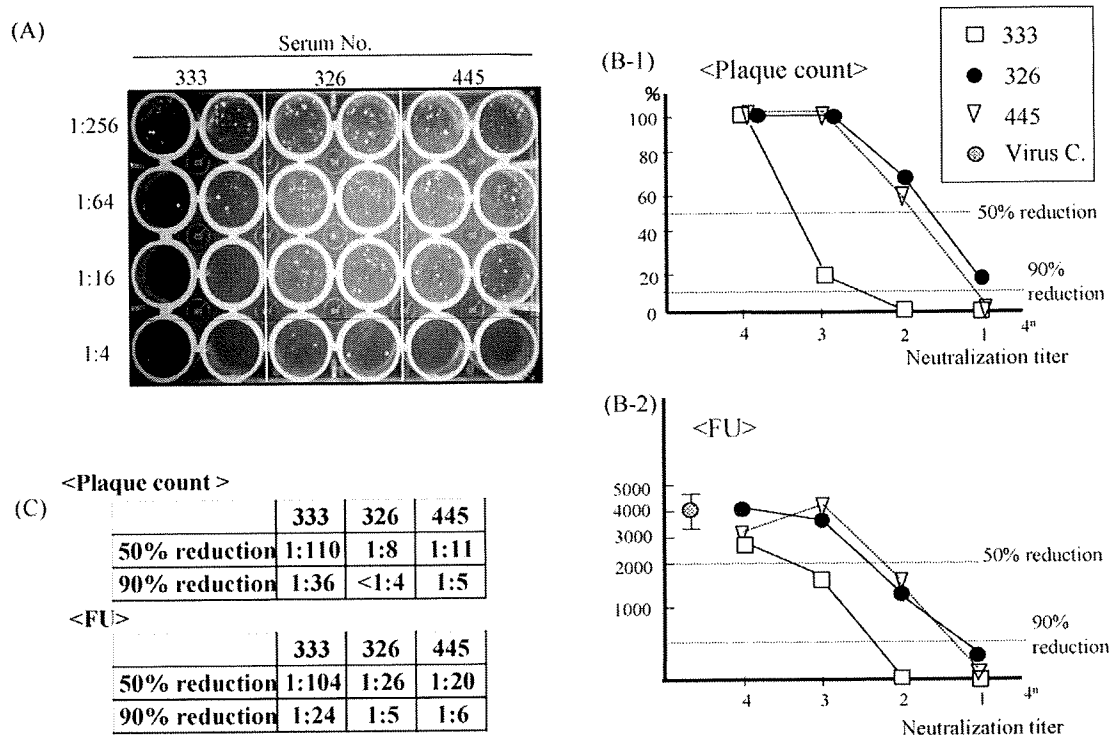 (A)
Serum No.
333 326 445
1:256
1:64
1:16
1:4
(B-1)
<Plaque count>
333
326
445
Virus C.
%
100
80
60
40
20
0
50% reduction
90%
reduction
4 3 2 1 4ⁿ
Neutralization titer
(B-2)
<FU>
5000
4000
3000
2000
1000
50% reduction
90%
reduction
4 3 2 1 4ⁿ
Neutralization titer
(C)
<Plaque count >
333 326 445
50% reduction 1:110 1:8 1:11
90% reduction 1:36 <1:4 1:5
<FU>
333 326 445
50% reduction 1:104 1:26 1:20
90% reduction 1:24 1:5 1:6